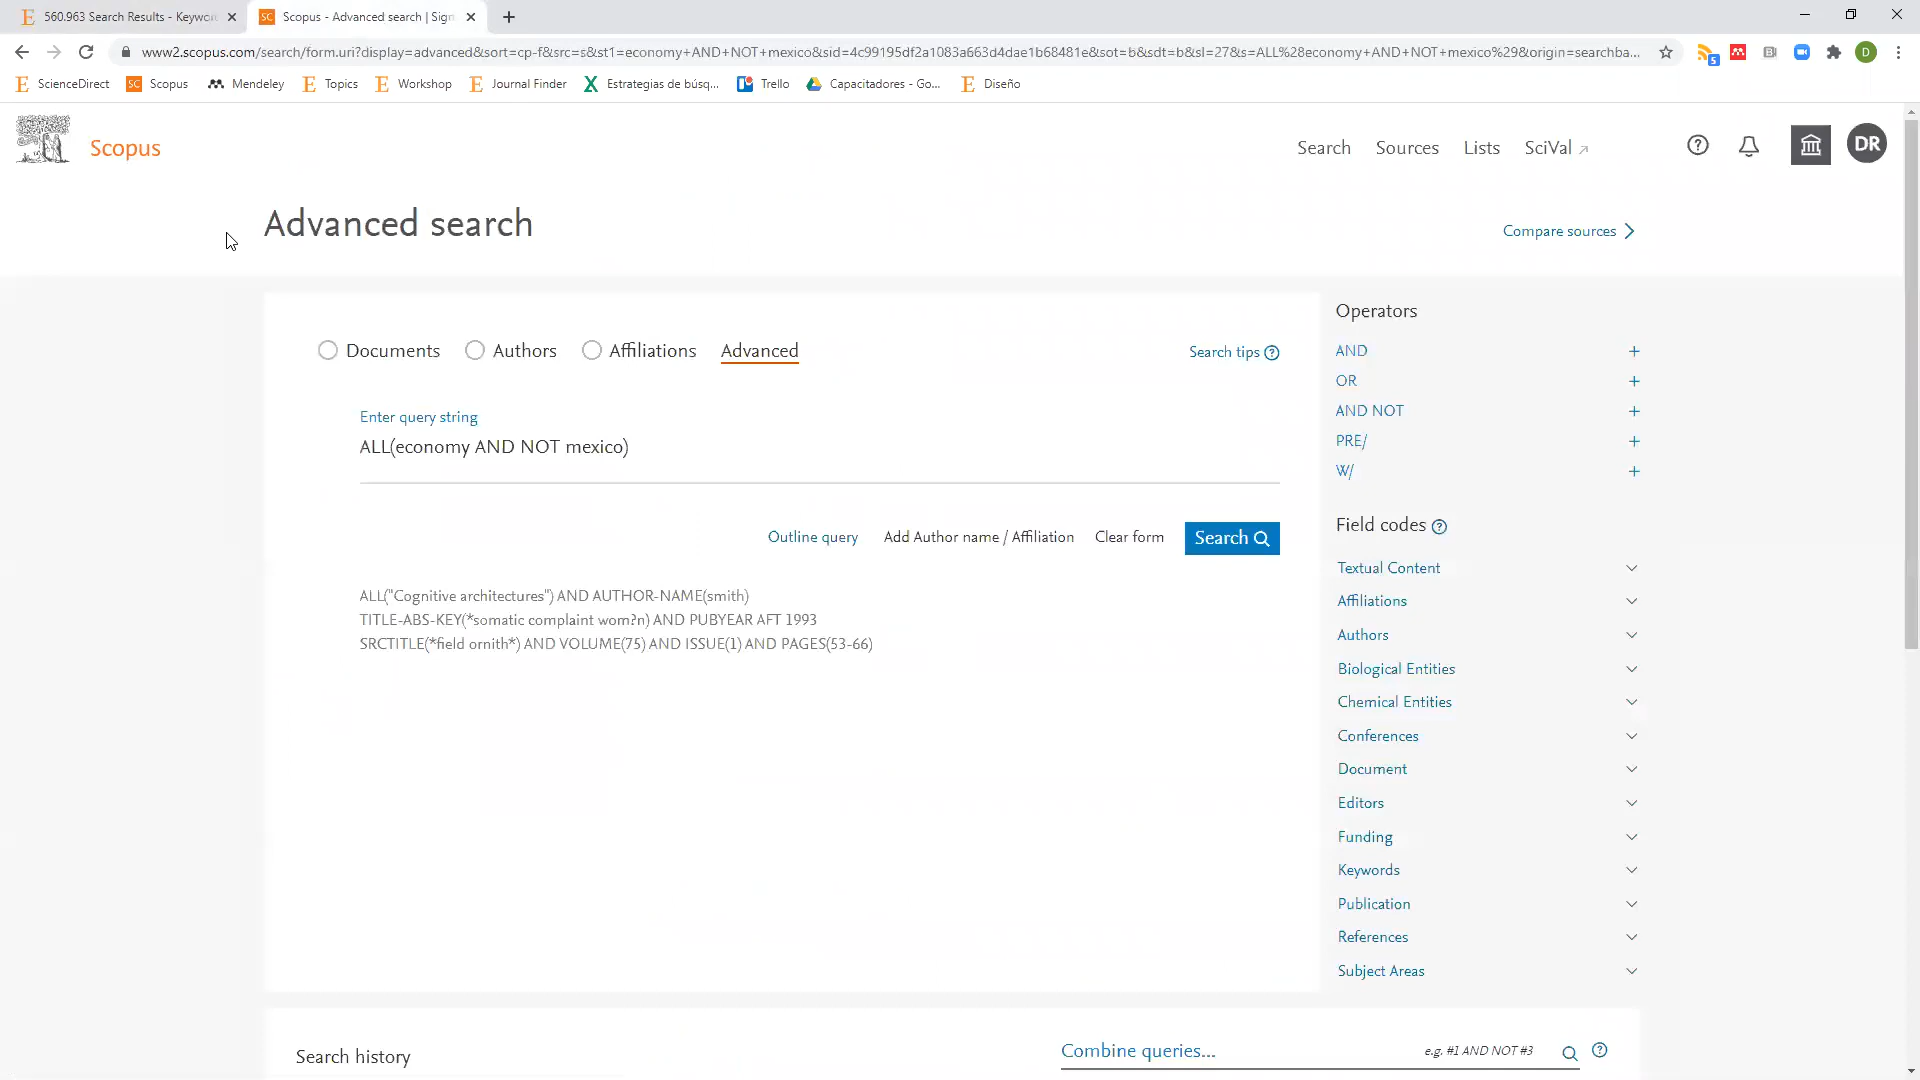 560.963 Search Results - Keywor
Scopus - Advanced search | Sign
www2.scopus.com/search/form.uri?display=advanced&sort=cp-f&src=s&st1=economy+AND+NOT+mexico&sid=4c99195df2a1083a663d4dae1b68481e&sot=b&sdt=b&sl=27&s=ALL%28economy+AND+NOT+mexico%29&origin=searchba...
5
D
ScienceDirect
SC Scopus
Mendeley
Topics
Workshop
Journal Finder
Estrategias de búsq...
Trello
Capacitadores - Go...
Diseño
Scopus
Search
Sources
Lists
SciVal
DR
Advanced search
Compare sources
Documents
Authors
Affiliations
Advanced
Search tips
Enter query string
ALL(economy AND NOT mexico)
Outline query
Add Author name / Affiliation
Clear form
Search
ALL("Cognitive architectures") AND AUTHOR-NAME(smith)
TITLE-ABS-KEY(*somatic complaint wom?n) AND PUBYEAR AFT 1993
SRCTITLE(*field ornith*) AND VOLUME(75) AND ISSUE(1) AND PAGES(53-66)
Operators
AND
OR
AND NOT
PRE/
W/
Field codes
Textual Content
Affiliations
Authors
Biological Entities
Chemical Entities
Conferences
Document
Editors
Funding
Keywords
Publication
References
Subject Areas
Search history
Combine queries...
e.g. #1 AND NOT #3